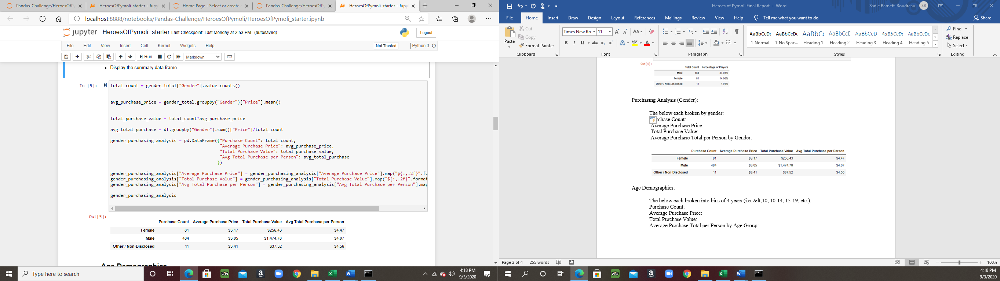 Pandas-Challenge/HeroesOfPy
HeroesOfPymoli_starter - Jupy
Home Page - Select or create
Pandas-Challenge/HeroesOfPy
HeroesOfPymoli_starter - Jupy
localhost:8888/notebooks/Pandas-Challenge/HeroesOfPymoli/HeroesOfPymoli_starter.ipynb
jupyter HeroesOfPymoli_starter Last Checkpoint: Last Monday at 2:53 PM (autosaved)
Logout
File Edit View Insert Cell Kernel Widgets Help
Not Trusted
Python 3
Run
Markdown
• Display the summary data frame
In [5]:
total_count = gender_total["Gender"].value_counts()
avg_purchase_price = gender_total.groupby("Gender")["Price"].mean()
total_purchase_value = total_count*avg_purchase_price
avg_total_purchase = df.groupby("Gender").sum()["Price"]/total_count
gender_purchasing_analysis = pd.DataFrame({"Purchase Count": total_count,
"Average Purchase Price": avg_purchase_price,
"Total Purchase Value": total_purchase_value,
"Avg Total Purchase per Person": avg_total_purchase
})
gender_purchasing_analysis["Average Purchase Price"] = gender_purchasing_analysis["Average Purchase Price"].map("${:,.2f}".fo
gender_purchasing_analysis["Total Purchase Value"] = gender_purchasing_analysis["Total Purchase Value"].map("${:,.2f}".format
gender_purchasing_analysis["Avg Total Purchase per Person"] = gender_purchasing_analysis["Avg Total Purchase per Person"].map
gender_purchasing_analysis
Out[5]:
Purchase Count Average Purchase Price Total Purchase Value Avg Total Purchase per Person
Female 81 $3.17 $256.43 $4.47
Male 484 $3.05 $1,474.70 $4.07
Other / Non-Disclosed 11 $3.41 $37.52 $4.56
Age Demographics
Type here to search
4:18 PM
9/3/2020
Heroes of Pymoli Final Report - Word
Sadie Barnett-Boudreau SB
File Home Insert Draw Design Layout References Mailings Review View Help Tell me what you want to do
Share
Paste
Cut
Copy
Format Painter
Clipboard
Times New Ro 11
Font
Paragraph
AaBbCcDc AaBbCcDc AaBbCc AaBbCcE AaBbCcD AaBbCcDc AaBbCcDc
¶ Normal ¶ No Spac... Heading 1 Heading 2 Heading 3 Heading 4 Heading 5
Styles
Find
Replace
Select
Editing
Out[4]:
Total Count Percentage of Players
Male 484 84.03%
Female 81 14.06%
Other / Non-Disclosed 11 1.91%
Purchasing Analysis (Gender):
The below each broken by gender:
rchase Count:
Average Purchase Price:
Total Purchase Value:
Average Purchase Total per Person by Gender:
Purchase Count Average Purchase Price Total Purchase Value Avg Total Purchase per Person
Female 81 $3.17 $256.43 $4.47
Male 484 $3.05 $1,474.70 $4.07
Other / Non-Disclosed 11 $3.41 $37.52 $4.56
Age Demographics:
The below each broken into bins of 4 years (i.e. &lt;10, 10-14, 15-19, etc.):
Purchase Count:
Average Purchase Price:
Total Purchase Value:
Average Purchase Total per Person by Age Group:
Page 2 of 4 255 words
100%
4:18 PM
9/3/2020